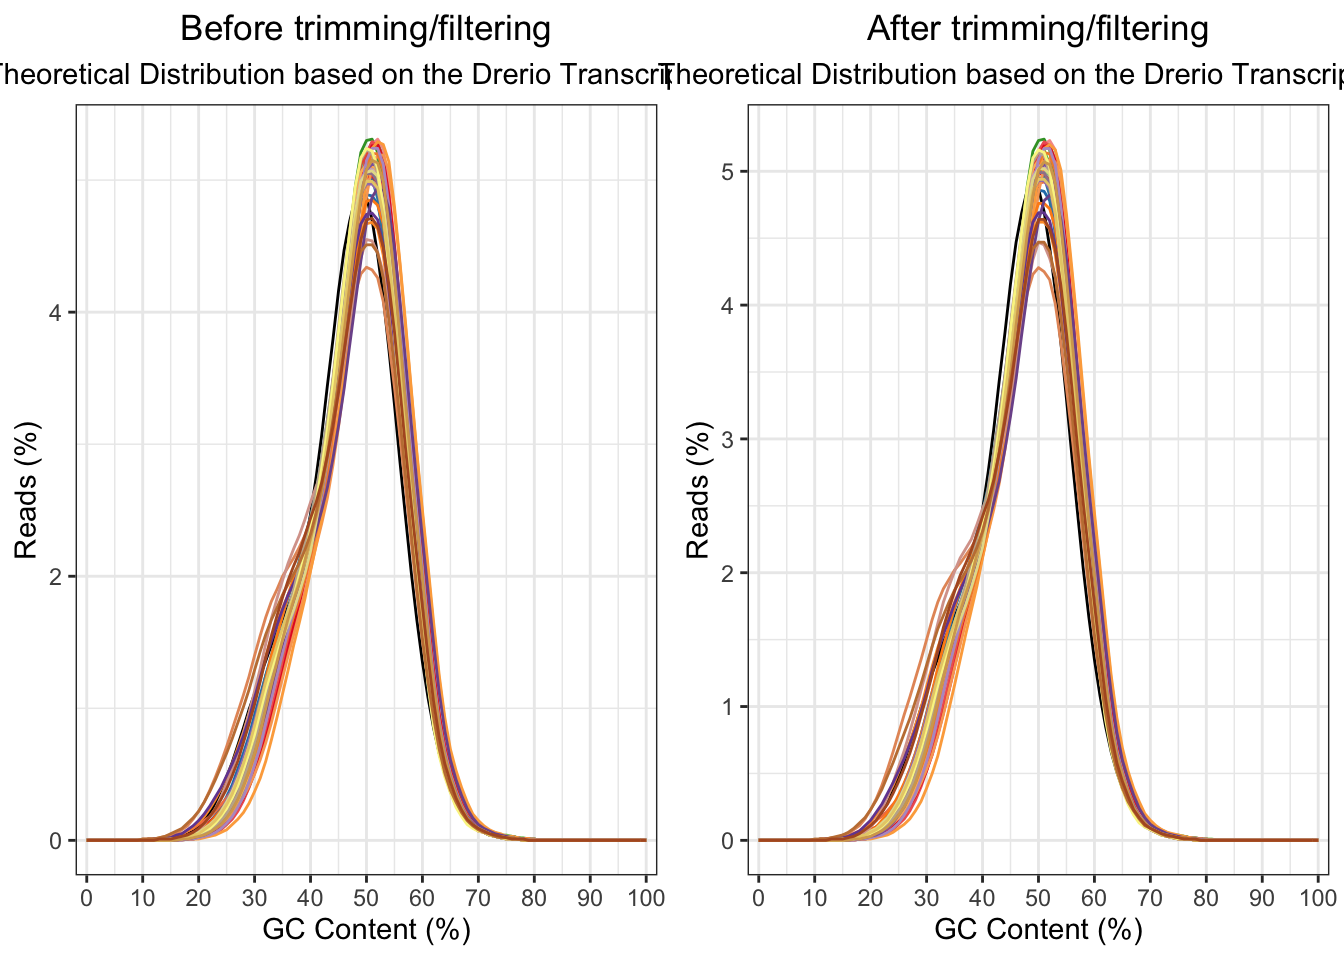 Before trimming/filtering
Theoretical Distribution based on the Drerio
Reads (%)
4
2
0
0 10 20 30 40 50 60 70 80 90 100
GC Content (%)
After trimming/filtering
Theoretical Distribution based on the Drerio
Reads (%)
5
4
3
2
1
0
0 10 20 30 40 50 60 70 80 90 100
GC Content (%)